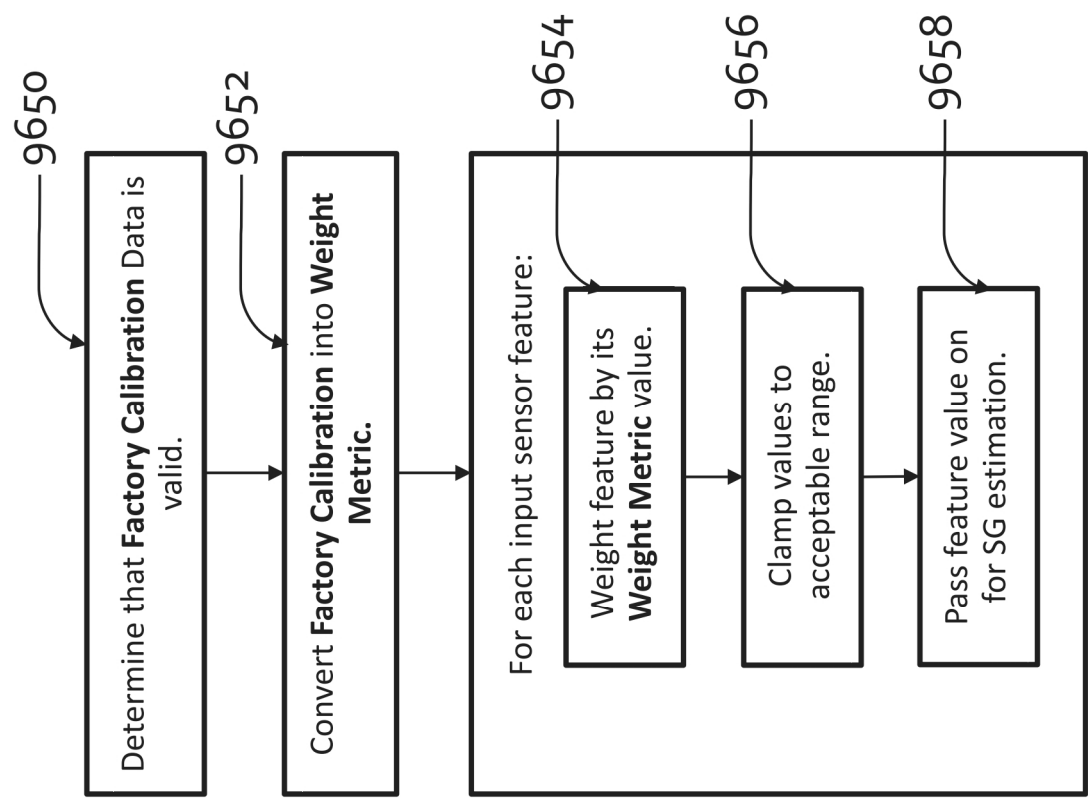 9650
Determine that Factory Calibration Data is
valid.
9652
Convert Factory Calibration into Weight
Metric.
For each input sensor feature:
9654
Weight feature by its
Weight Metric value.
9656
Clamp values to
acceptable range.
9658
Pass feature value on
for SG estimation.